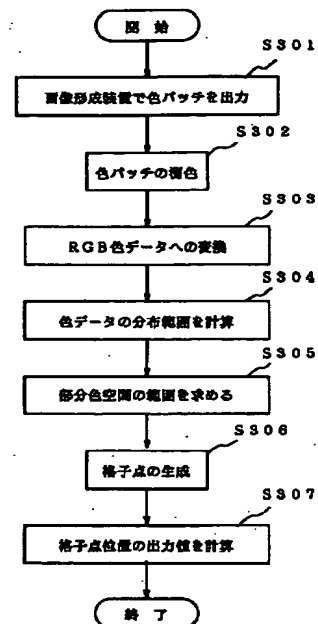 開始
S301
画像形成装置で色パッチを出力
S302
色パッチの測色
S303
RGB色データへの変換
S304
色データの分布範囲を計算
S305
部分色空間の範囲を求める
S306
格子点の生成
S307
格子点位置の出力値を計算
終了